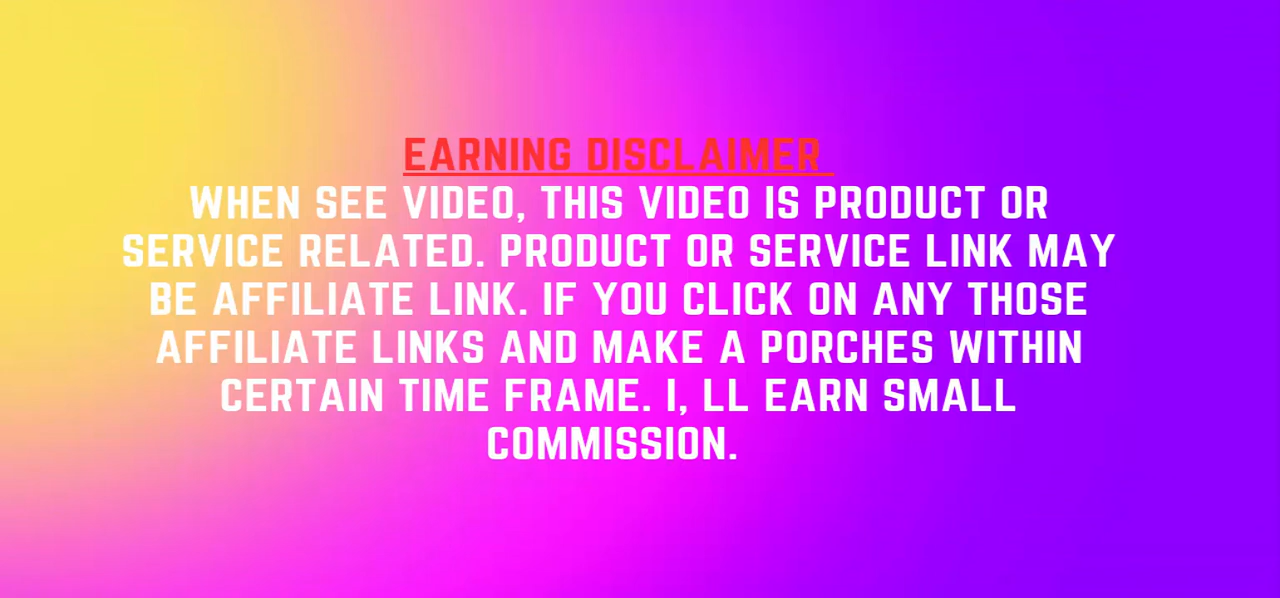 EARNING DISCLAIMER
WHEN SEE VIDEO, THIS VIDEO IS PRODUCT OR
SERVICE RELATED. PRODUCT OR SERVICE LINK MAY
BE AFFILIATE LINK. IF YOU CLICK ON ANY THOSE
AFFILIATE LINKS AND MAKE A PORCHES WITHIN
CERTAIN TIME FRAME. I, LL EARN SMALL
COMMISSION.